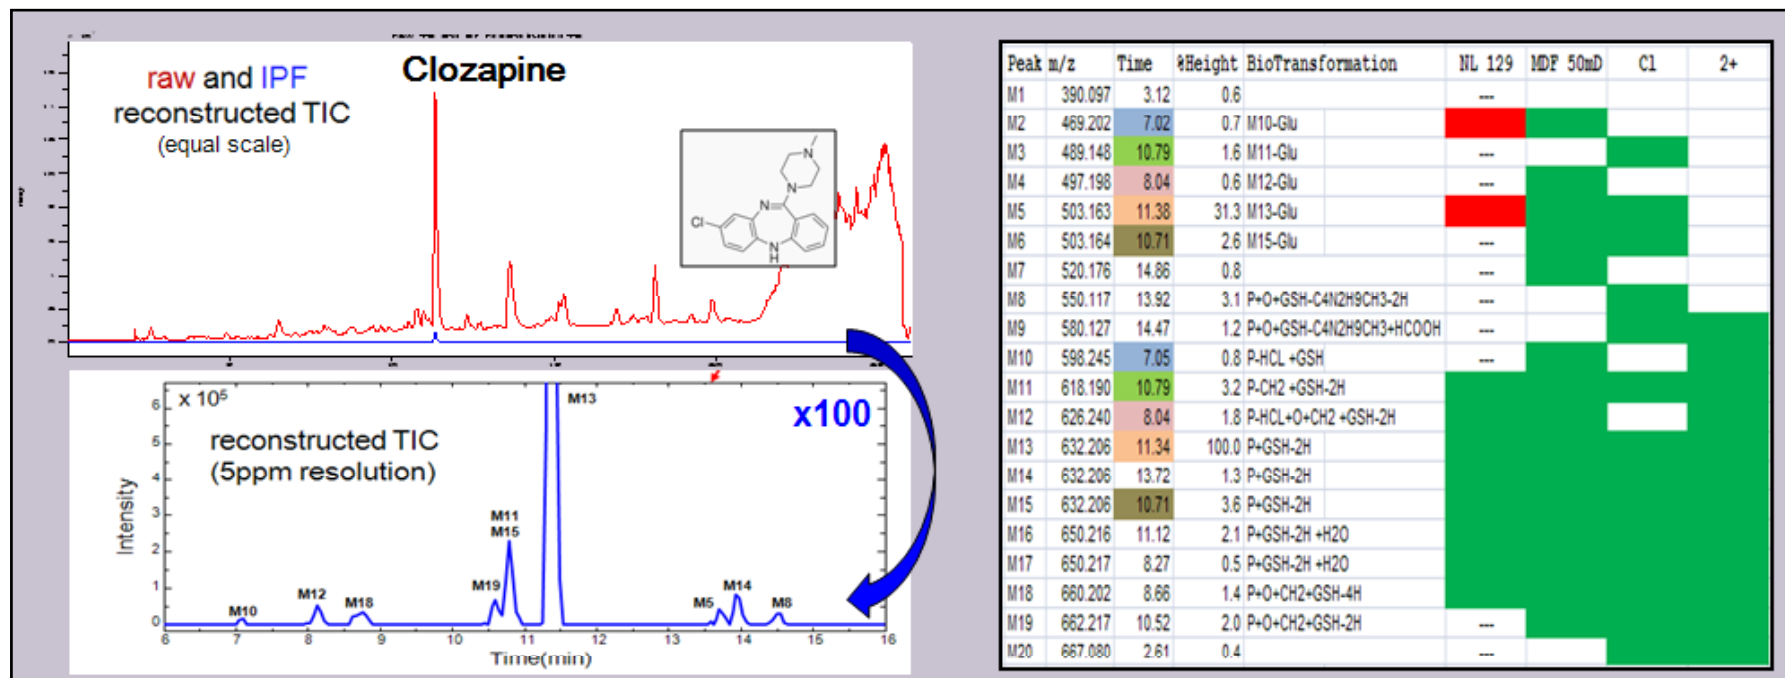 Clozapine
raw and IPF
reconstructed TIC
(equal scale)
N
N
N
Cl
N
H
x 10⁵
x100
reconstructed TIC
(5ppm resolution)
M13
M11
M15
M19
M12
M18
M10
M5
M14
M8
Intensity
6
5
4
3
2
1
0
6 7 8 9 10 11 12 13 14 15 16
Time(min)
Peak m/z Time %Height BioTransformation NL 129 MDF 50mD Cl 2+
M1 390.097 3.12 0.6 ---
M2 469.202 7.02 0.7 M10-Glu
M3 489.148 10.79 1.6 M11-Glu ---
M4 497.198 8.04 0.6 M12-Glu ---
M5 503.163 11.38 31.3 M13-Glu
M6 503.164 10.71 2.6 M15-Glu ---
M7 520.176 14.86 0.8 ---
M8 550.117 13.92 3.1 P+O+GSH-C4N2H9CH3-2H ---
M9 580.127 14.47 1.2 P+O+GSH-C4N2H9CH3+HCOOH ---
M10 598.245 7.05 0.8 P-HCL +GSH ---
M11 618.190 10.79 3.2 P-CH2 +GSH-2H
M12 626.240 8.04 1.8 P-HCL+O+CH2 +GSH-2H
M13 632.206 11.34 100.0 P+GSH-2H
M14 632.206 13.72 1.3 P+GSH-2H
M15 632.206 10.71 3.6 P+GSH-2H
M16 650.216 11.12 2.1 P+GSH-2H +H2O
M17 650.217 8.27 0.5 P+GSH-2H +H2O
M18 660.202 8.66 1.4 P+O+CH2+GSH-4H
M19 662.217 10.52 2.0 P+O+CH2+GSH-2H ---
M20 667.080 2.61 0.4 ---